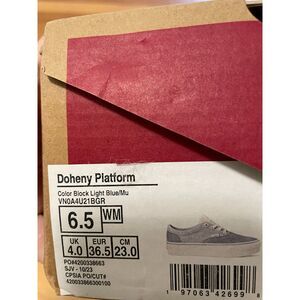 Doheny Platform
Color Block Light Blue/Mu
VN0A4U21BGR
6.5 WM
UK EUR CM
4.0 36.5 23.0
PO#4200338663
SJV - 10/23
CPSIA PO/CUT#
420033866300100
1 97063 42699 8